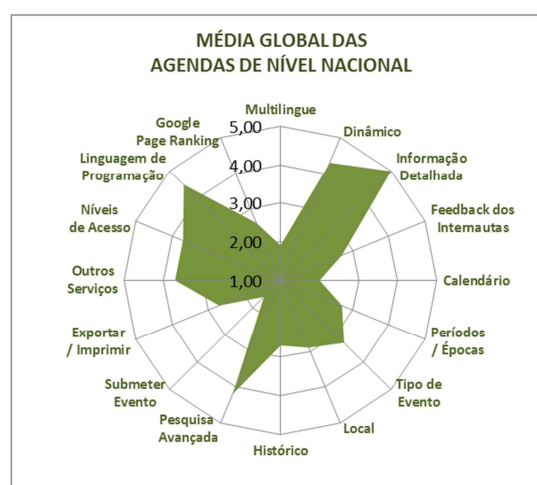 MÉDIA GLOBAL DAS
AGENDAS DE NÍVEL NACIONAL
Multilingue
Dinâmico
Informação
Detalhada
Feedback dos
Internautas
Calendário
Períodos
/ Épocas
Tipo de
Evento
Local
Histórico
Pesquisa
Avançada
Submeter
Evento
Exportar
/ Imprimir
Outros
Serviços
Níveis
de Acesso
Linguagem de
Programação
Google
Page Ranking
5,00
4,00
3,00
2,00
1,00